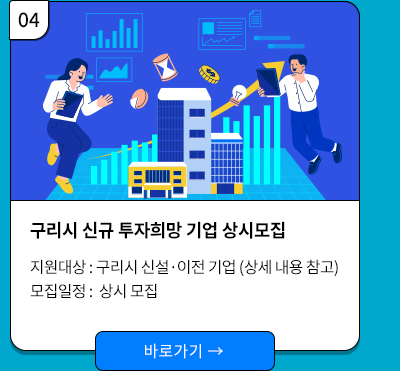 04
구리시 신규 투자희망 기업 상시모집
지원대상 : 구리시 신설·이전 기업 (상세 내용 참고)
모집일정 : 상시 모집
바로가기 →